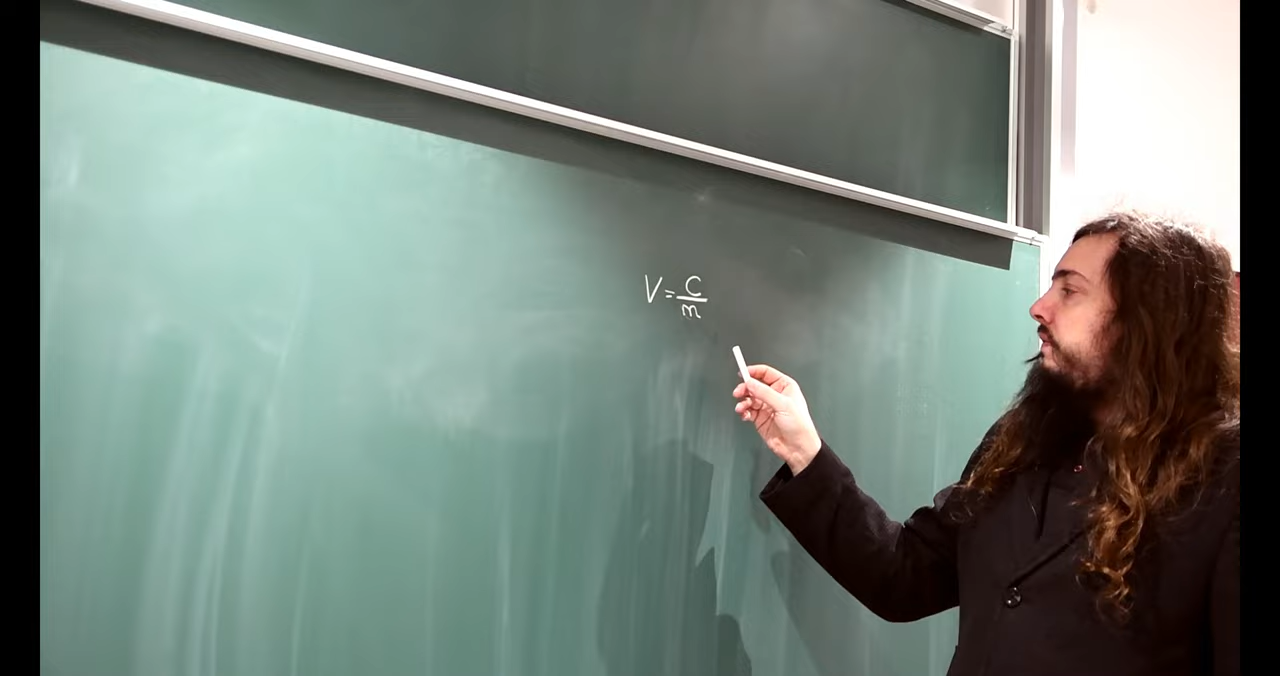 V = C/m